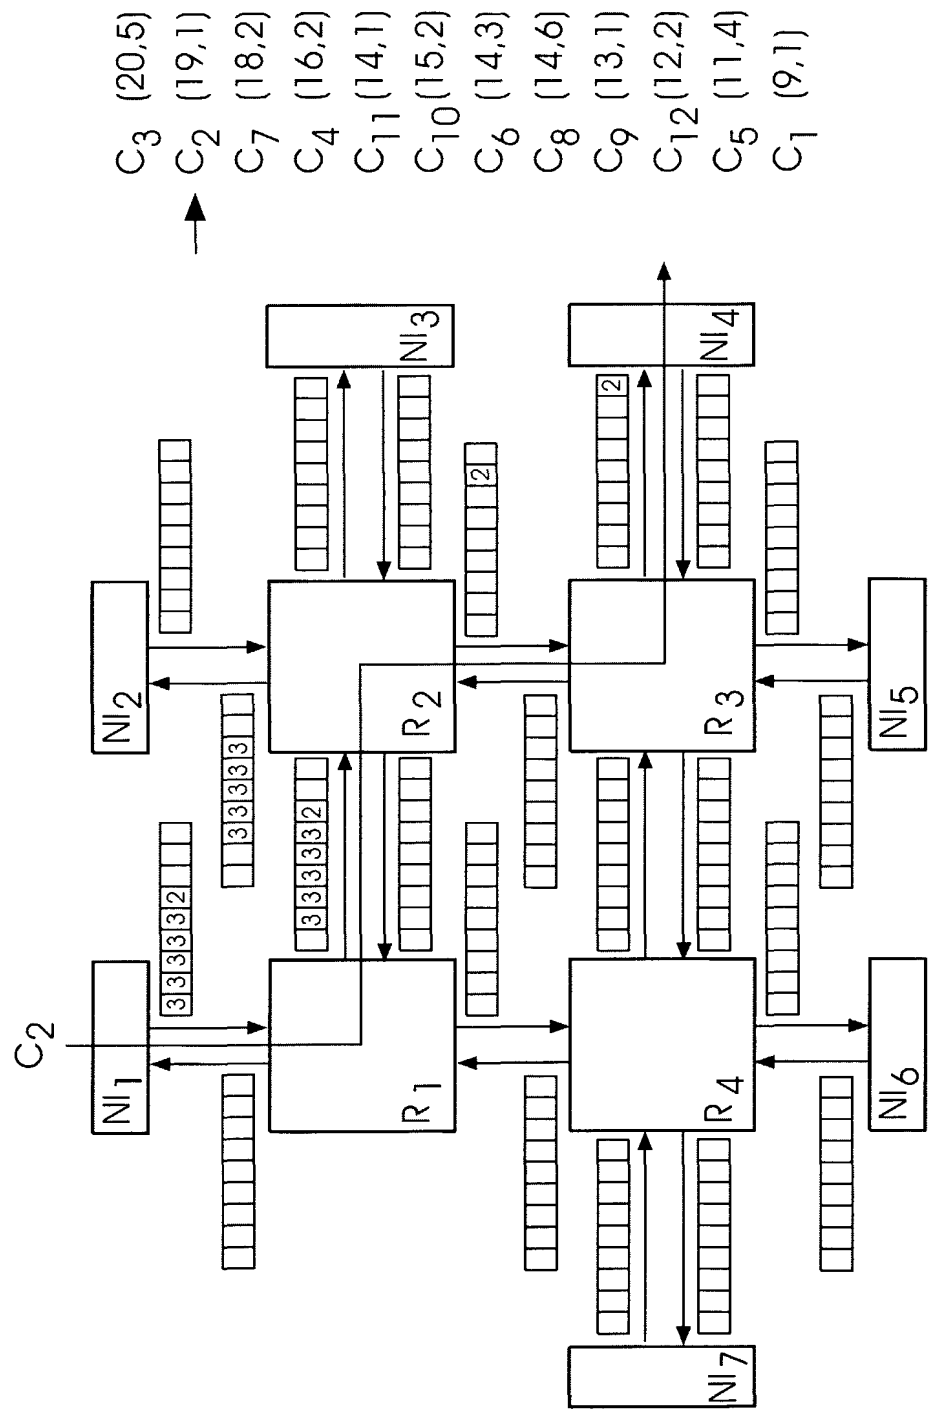 C2
NI1
NI2
3 3 3 3 3 2
3 3 3 3 3
3 3 3 3 3 2
R1
R2
NI3
2
2
R4
R3
NI4
NI7
NI6
NI5
C3 (20,5)
C2 (19,1)
C7 (18,2)
C4 (16,2)
C11 (14,1)
C10 (15,2)
C6 (14,3)
C8 (14,6)
C9 (13,1)
C12 (12,2)
C5 (11,4)
C1 (9,1)